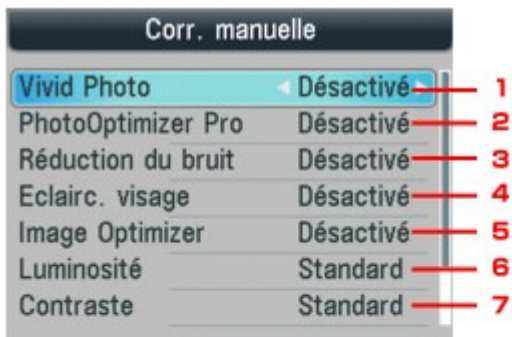 Corr. manuelle
Vivid Photo Désactivé 1
PhotoOptimizer Pro Désactivé 2
Réduction du bruit Désactivé 3
Eclairc. visage Désactivé 4
Image Optimizer Désactivé 5
Luminosité Standard 6
Contraste Standard 7